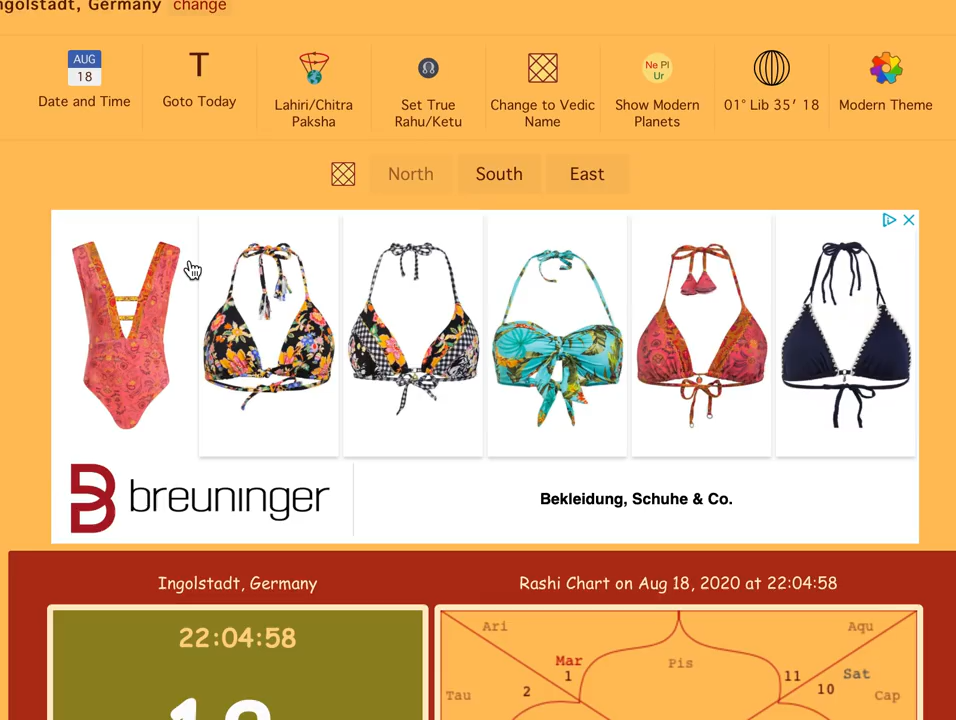 ngolstadt, Germany change
AUG
18
Date and Time
T
Goto Today
Lahiri/Chitra
Paksha
Set True
Rahu/Ketu
Change to Vedic
Name
Ne Pl
Ur
Show Modern
Planets
01° Lib 35′ 18
Modern Theme
North South East
B breuninger
Bekleidung, Schuhe & Co.
Ingolstadt, Germany
Rashi Chart on Aug 18, 2020 at 22:04:58
22:04:58
Ari
Aqu
Mar
1
Pis
11
Sat
10
Tau
2
Cap